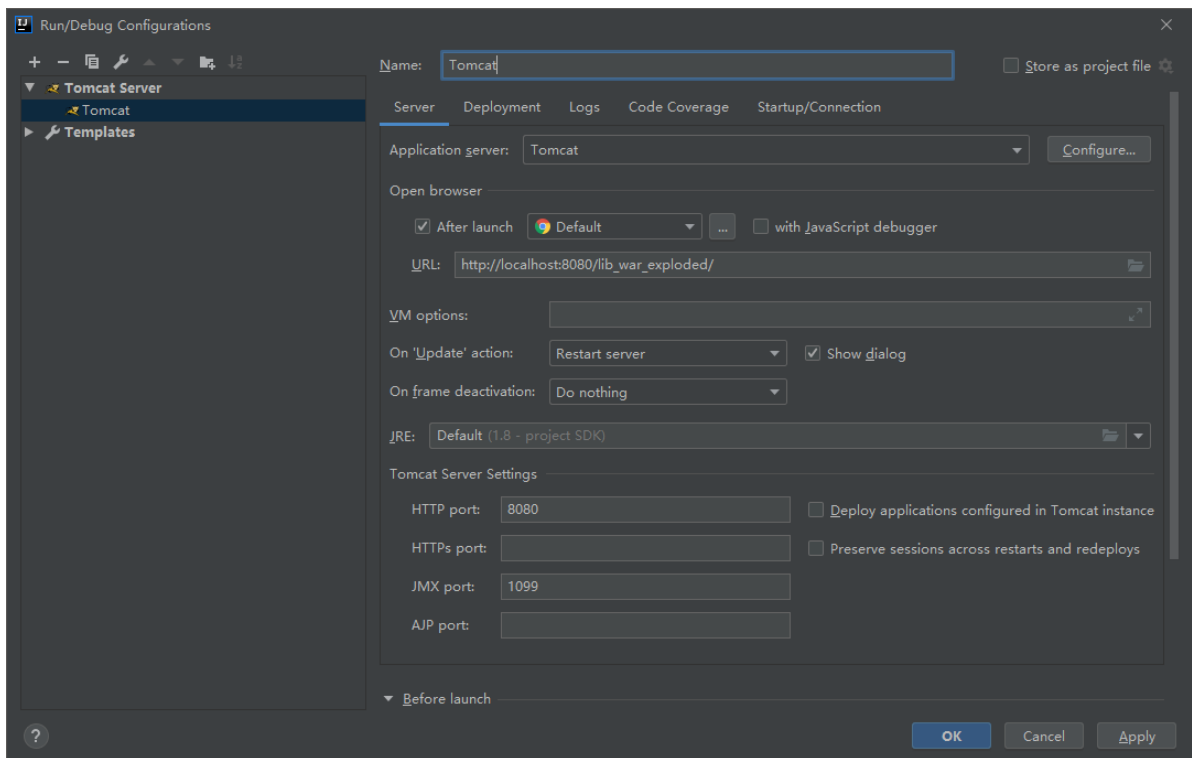 Run/Debug Configurations
Name: Tomcat
Store as project file
Tomcat Server
Tomcat
Templates
Server Deployment Logs Code Coverage Startup/Connection
Application server: Tomcat Configure...
Open browser
After launch Default ... with JavaScript debugger
URL: http://localhost:8080/lib_war_exploded/
VM options:
On 'Update' action: Restart server Show dialog
On frame deactivation: Do nothing
JRE: Default (1.8 - project SDK)
Tomcat Server Settings
HTTP port: 8080 Deploy applications configured in Tomcat instance
HTTPs port: Preserve sessions across restarts and redeploys
JMX port: 1099
AJP port:
Before launch
? OK Cancel Apply